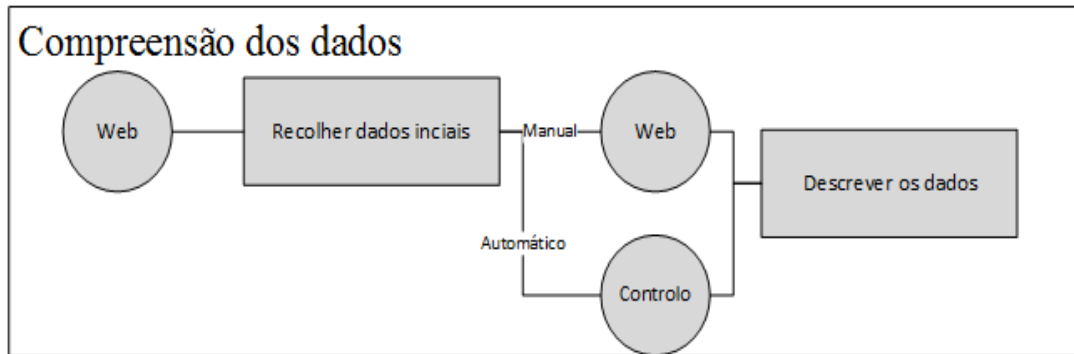 Compreensão dos dados
Web
Recolher dados inciais
Manual
Web
Descrever os dados
Automático
Controlo